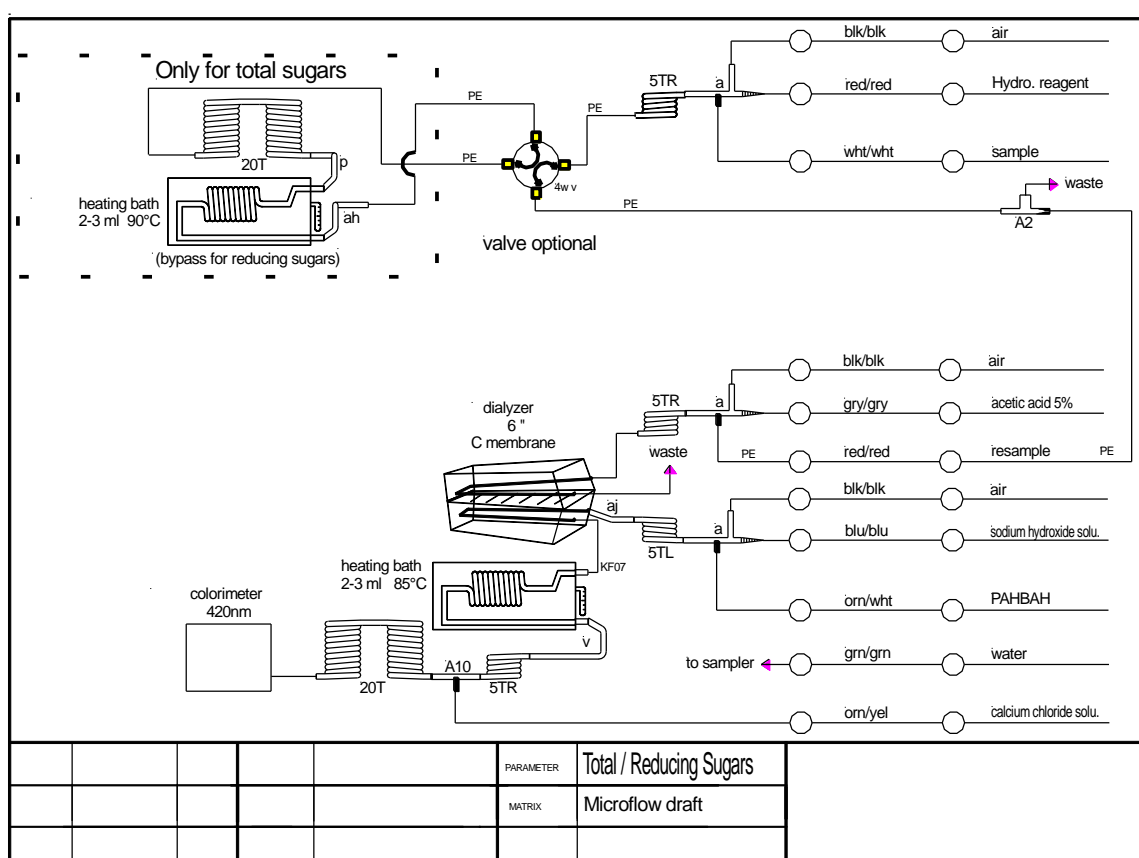 blk/blk
air
Only for total sugars
5TR
a
PE
PE
red/red
Hydro. reagent
20T
p
PE
4w v
wht/wht
sample
heating bath
2-3 ml 90°C
ah
(bypass for reducing sugars)
valve optional
PE
waste
A2
blk/blk
air
dialyzer
6 "
C membrane
5TR
a
gry/gry
acetic acid 5%
waste
PE
red/red
resample
PE
blk/blk
air
aj
5TL
a
blu/blu
sodium hydroxide solu.
heating bath
2-3 ml 85°C
KF07
colorimeter
420nm
orn/wht
PAHBAH
v
A10
20T
5TR
to sampler
grn/grn
water
orn/yel
calcium chloride solu.
PARAMETER
Total / Reducing Sugars
MATRIX
Microflow draft